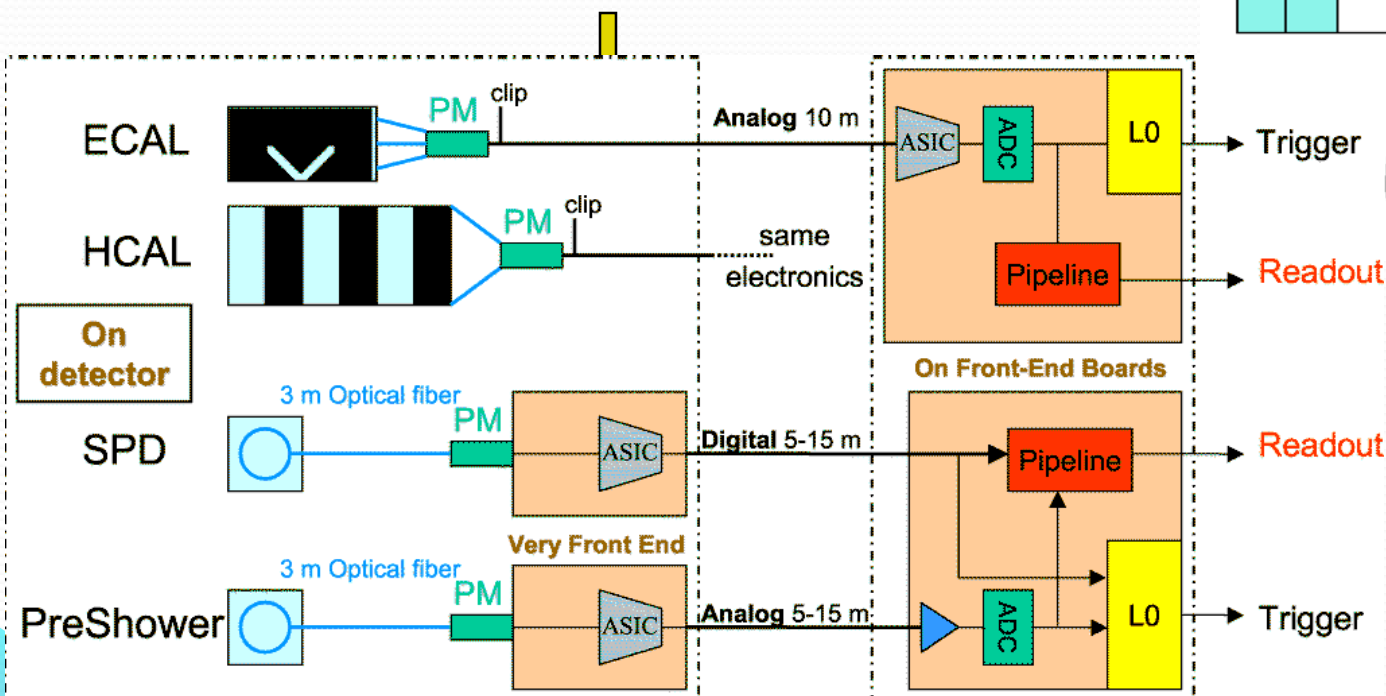 ECAL
PM
clip
Analog 10 m
ASIC
ADC
L0
Trigger
HCAL
PM
clip
same
electronics
Pipeline
Readout
On
detector
On Front-End Boards
SPD
3 m Optical fiber
PM
ASIC
Digital 5-15 m
Pipeline
Readout
Very Front End
PreShower
3 m Optical fiber
PM
ASIC
Analog 5-15 m
ADC
L0
Trigger